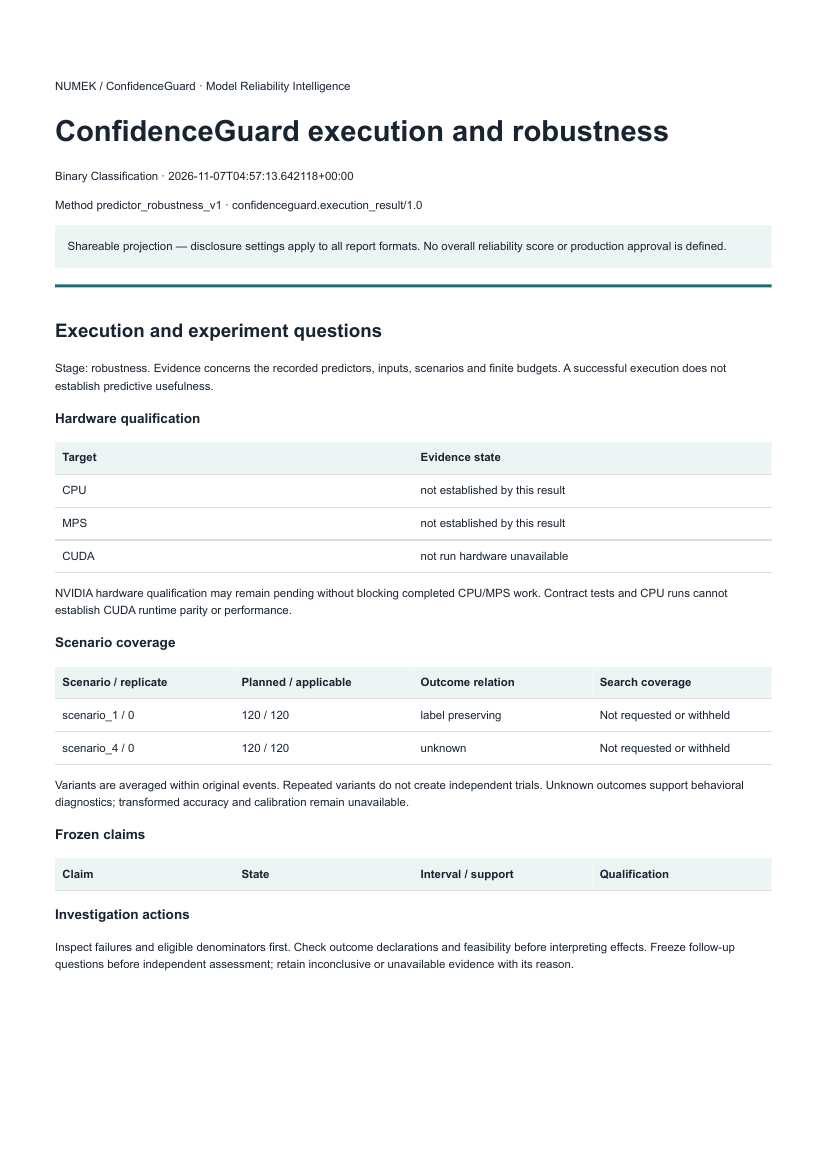 NUMEK / ConfidenceGuard · Model Reliability Intelligence
ConfidenceGuard execution and robustness
Binary Classification · 2026-11-07T04:57:13.642118+00:00
Method predictor_robustness_v1 · confidenceguard.execution_result/1.0
Shareable projection — disclosure settings apply to all report formats. No overall reliability score or production approval is defined.
Execution and experiment questions
Stage: robustness. Evidence concerns the recorded predictors, inputs, scenarios and finite budgets. A successful execution does not
establish predictive usefulness.
Hardware qualification
Target Evidence state
CPU not established by this result
MPS not established by this result
CUDA not run hardware unavailable
NVIDIA hardware qualification may remain pending without blocking completed CPU/MPS work. Contract tests and CPU runs cannot
establish CUDA runtime parity or performance.
Scenario coverage
Scenario / replicate Planned / applicable Outcome relation Search coverage
scenario_1 / 0 120 / 120 label preserving Not requested or withheld
scenario_4 / 0 120 / 120 unknown Not requested or withheld
Variants are averaged within original events. Repeated variants do not create independent trials. Unknown outcomes support behavioral
diagnostics; transformed accuracy and calibration remain unavailable.
Frozen claims
Claim State Interval / support Qualification
Investigation actions
Inspect failures and eligible denominators first. Check outcome declarations and feasibility before interpreting effects. Freeze follow-up
questions before independent assessment; retain inconclusive or unavailable evidence with its reason.